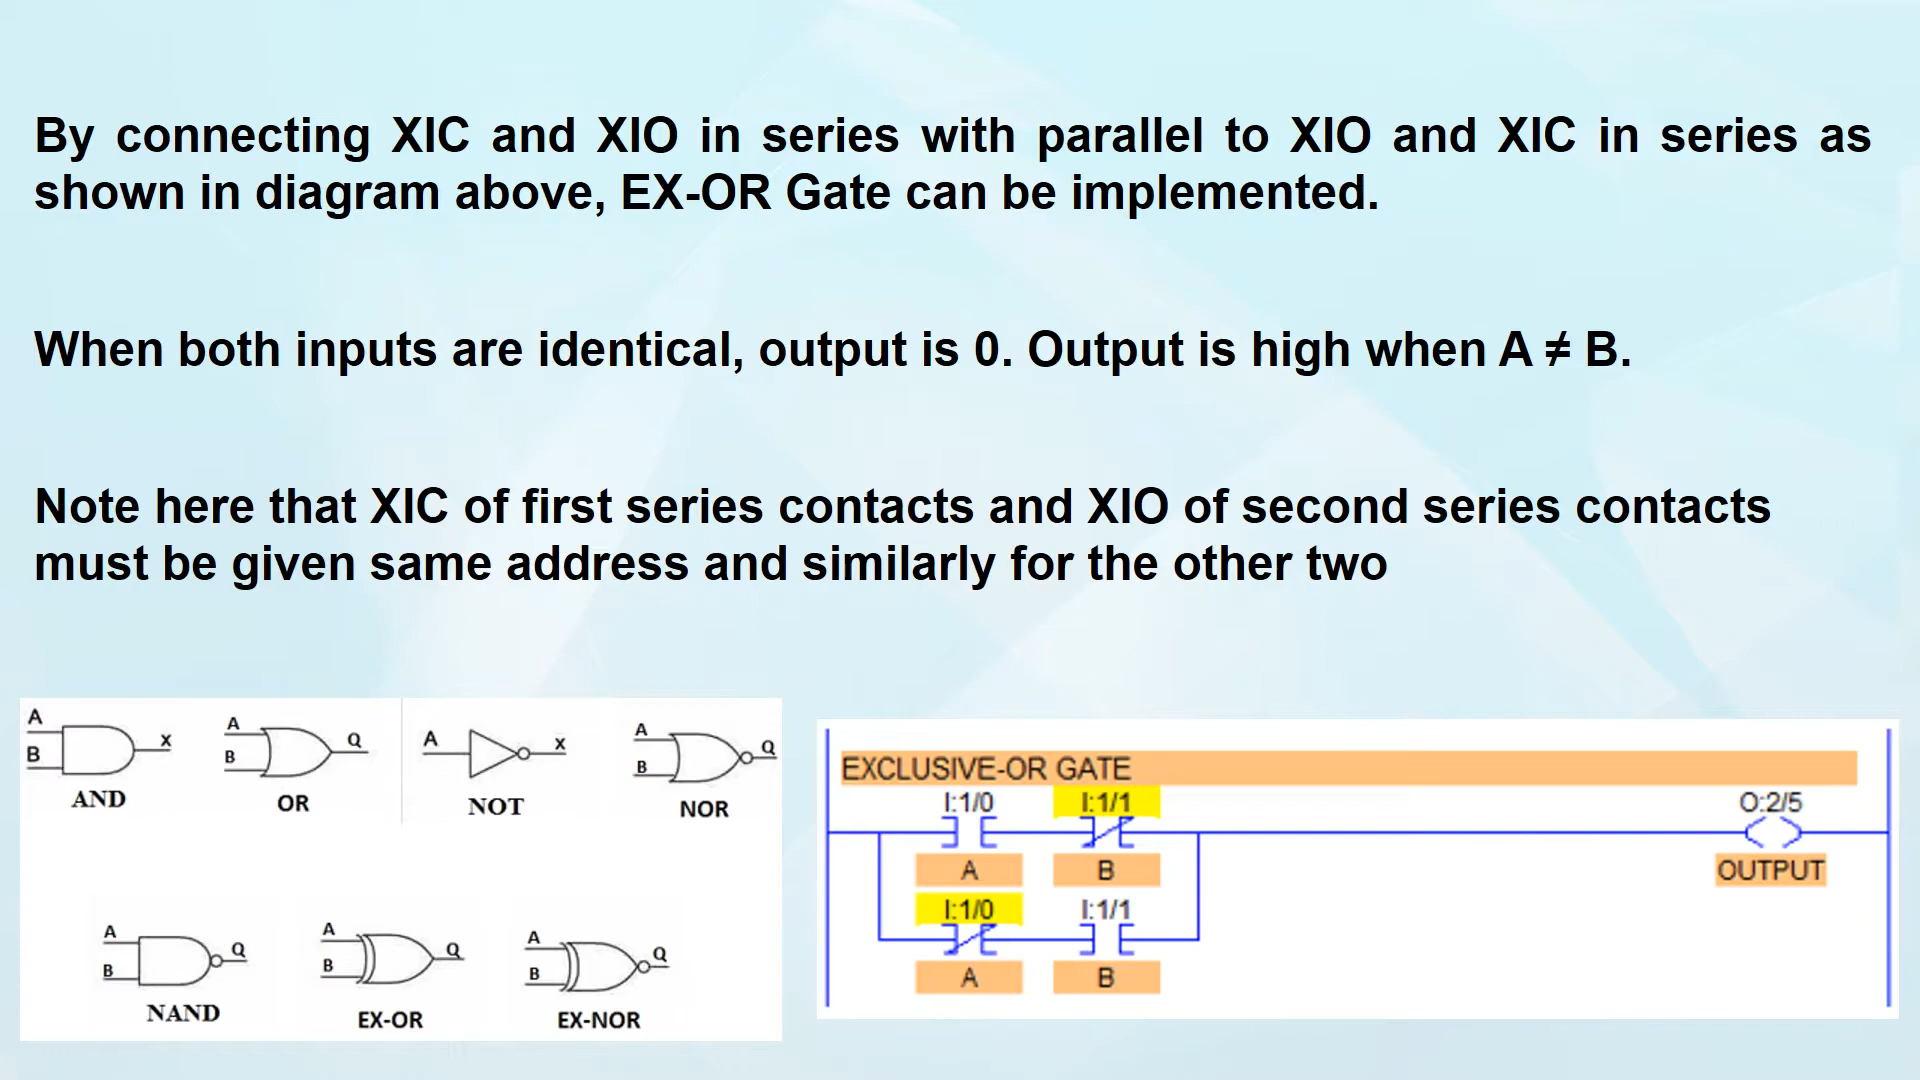 By connecting XIC and XIO in series with parallel to XIO and XIC in series as
shown in diagram above, EX-OR Gate can be implemented.
When both inputs are identical, output is 0. Output is high when A ≠ B.
Note here that XIC of first series contacts and XIO of second series contacts
must be given same address and similarly for the other two
A
B
X
AND
A
B
Q
OR
A
X
NOT
A
B
Q
NOR
A
B
Q
NAND
A
B
Q
EX-OR
A
B
Q
EX-NOR
EXCLUSIVE-OR GATE
I:1/0 I:1/1 O:2/5
A B OUTPUT
I:1/0 I:1/1
A B